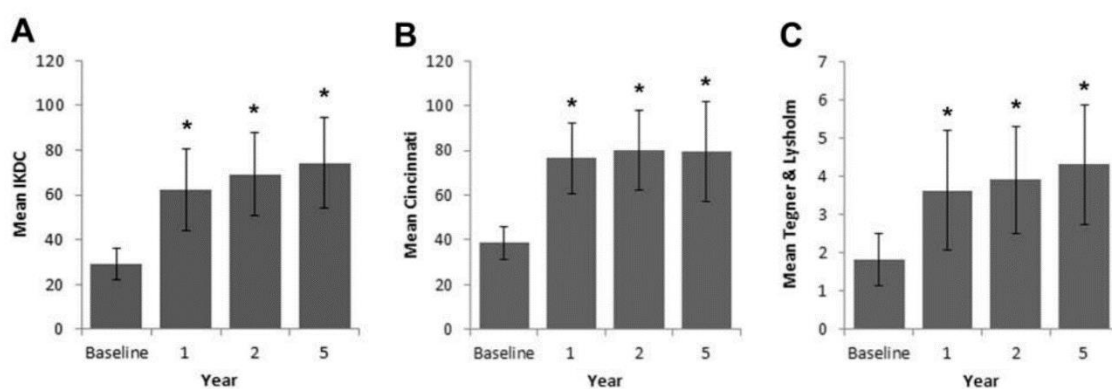 A
Mean IKDC
120
100
80
60
40
20
0
* * *
Baseline 1 2 5
Year
B
Mean Cincinnati
120
100
80
60
40
20
0
* * *
Baseline 1 2 5
Year
C
Mean Tegner & Lysholm
7
6
5
4
3
2
1
0
* * *
Baseline 1 2 5
Year